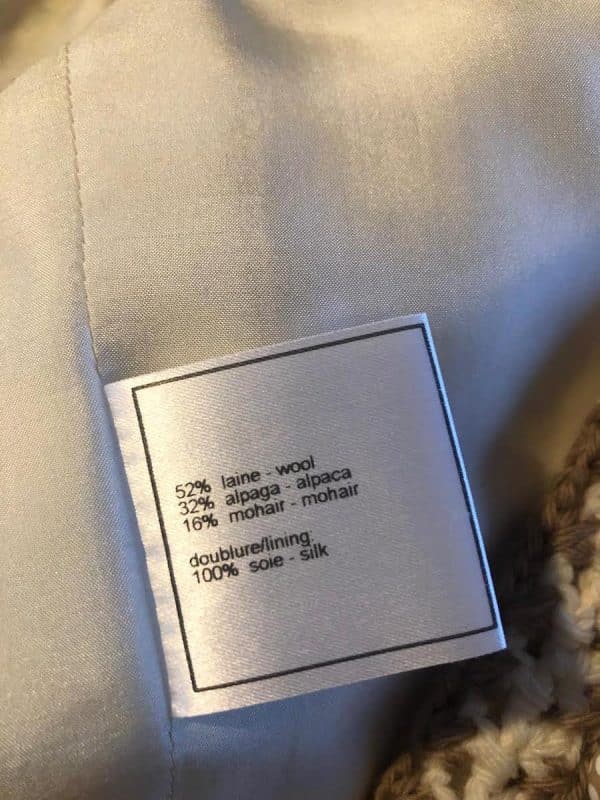 52% laine - wool
32% alpaga - alpaca
16% mohair - mohair
doublure/lining:
100% soie - silk